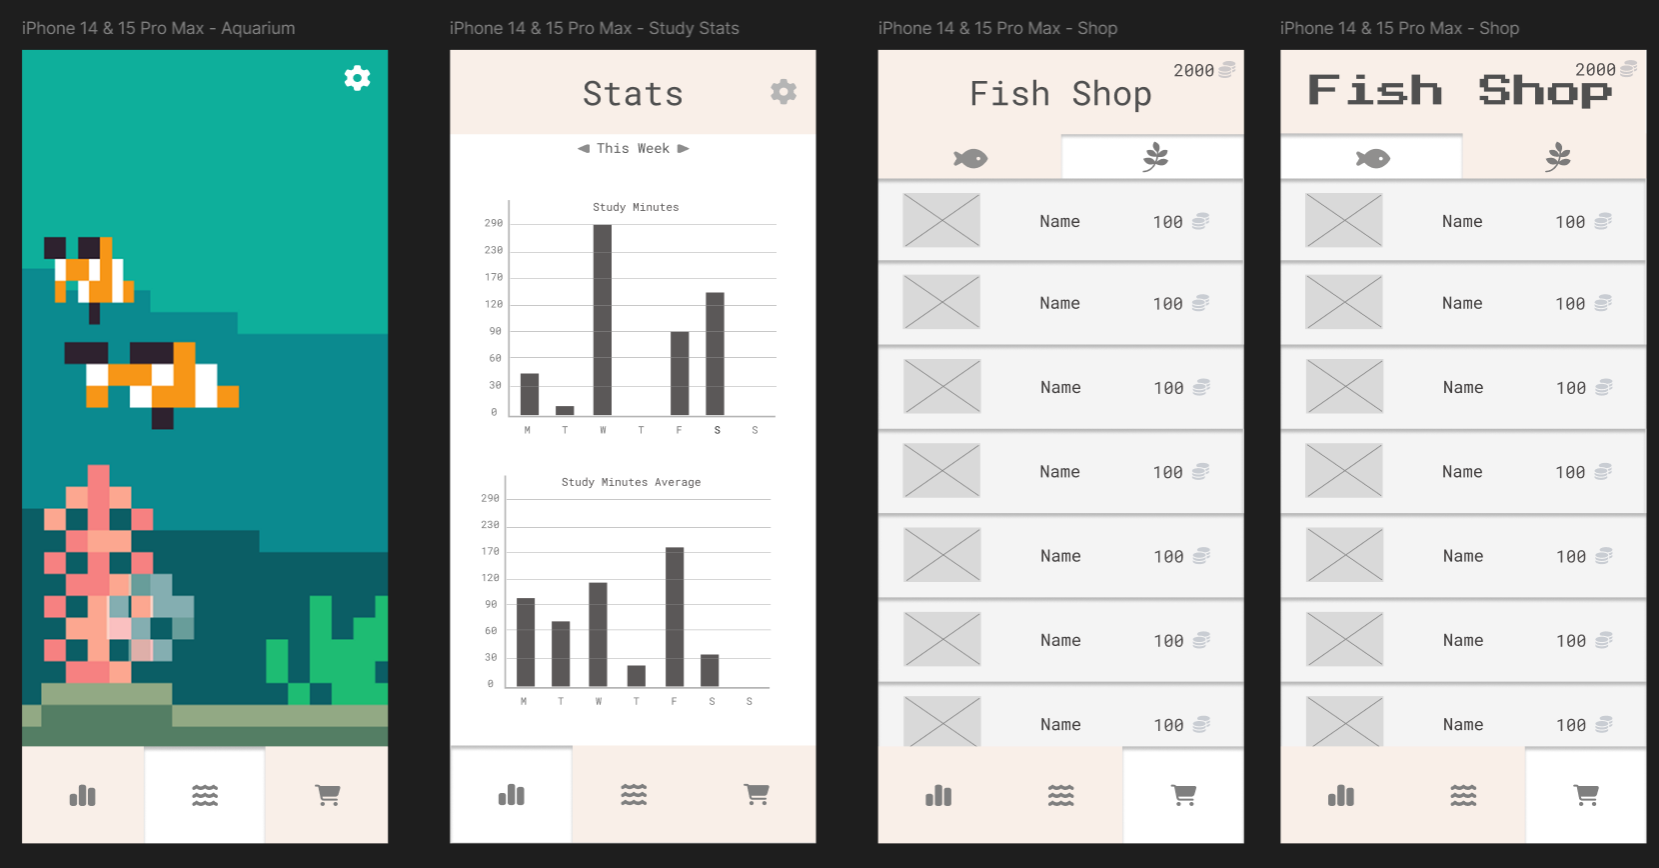 iPhone 14 & 15 Pro Max - Aquarium
iPhone 14 & 15 Pro Max - Study Stats
Stats
This Week
Study Minutes
290
230
170
120
90
60
30
0
M T W T F S S
Study Minutes Average
290
230
170
120
90
60
30
0
M T W T F S S
iPhone 14 & 15 Pro Max - Shop
2000
Fish Shop
Name 100
Name 100
Name 100
Name 100
Name 100
Name 100
Name 100
iPhone 14 & 15 Pro Max - Shop
2000
Fish Shop
Name 100
Name 100
Name 100
Name 100
Name 100
Name 100
Name 100